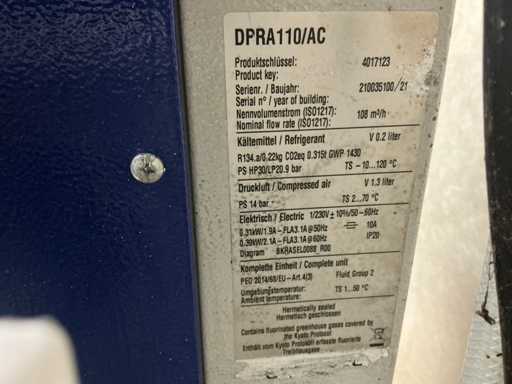 DPRA110/AC
Produktschlüssel: 4017123
Product key:
Serienr. / Baujahr: 210035100/21
Serial n° / year of building:
Nennvolumenstrom (ISO1217): 108 m³/h
Nominal flow rate (ISO1217):
Kältemittel / Refrigerant V 0.2 liter
R134.a/0.22kg CO2eq 0.315t GWP 1430
PS HP30/LP20.9 bar TS -10...120 °C
Druckluft / Compressed air V 1.3 liter
PS 14 bar TS 2...70 °C
Elektrisch / Electric 1/230V ± 10%/50-60Hz
0.31kW/1.9A - FLA3.1A @50Hz 10A
0.39kW/2.1A - FLA3.1A @60Hz IP20
Diagram 8KRASEL0088 R00
Komplette Einheit / Complete unit
PED 2014/68/EU - Art.4(3) Fluid Group 2
Umgebungstemperatur: TS 1...50 °C
Ambient temperature:
Hermetically sealed
Hermetisch geschlossen
Contains fluorinated greenhouse gases covered by
the Kyoto Protocol
Enthält vom Kyoto Protokoll erfasste fluorierte
Treibhausgase